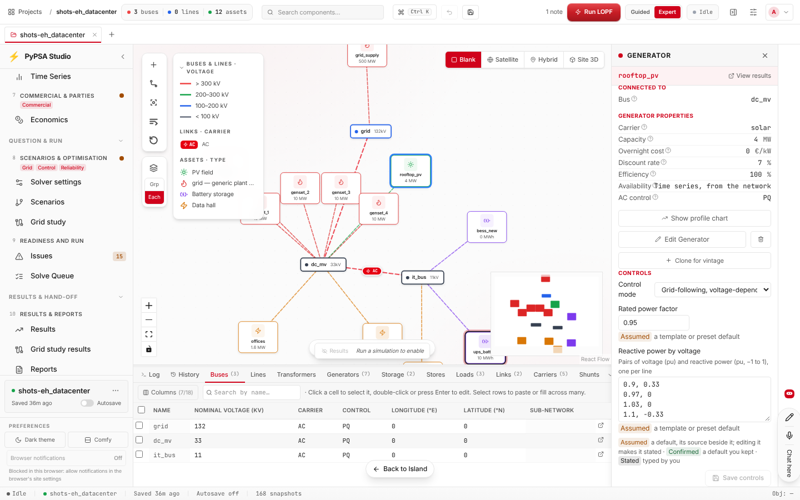 Projects
shots-eh_datacenter
3 buses • 0 lines • 12 assets
Search components...
Ctrl K
1 note
Run LOPF
Guided
Expert
Idle
A
shots-eh_datacenter
PyPSA Studio
Time Series
COMMERCIAL & PARTIES
Commercial
Economics
QUESTION & RUN
SCENARIOS & OPTIMISATION
Grid
Control
Reliability
Solver settings
Scenarios
Grid study
READINESS AND RUN
Issues
15
Solve Queue
RESULTS & HAND-OFF
RESULTS & REPORTS
Results
Grid study results
Reports
shots-eh_datacenter
Saved 36m ago
Autosave
PREFERENCES
Dark theme
Comfy
Browser notifications
Off
Blocked in this browser: allow notifications in the
browser's site settings
Grp
Each
BUSES & LINES ·
VOLTAGE
> 300 kV
200–300 kV
100–200 kV
< 100 kV
LINKS · CARRIER
AC
AC
ASSETS · TYPE
PV field
grid — generic plant ...
Battery storage
Data hall
Blank
Satellite
Hybrid
Site 3D
grid_supply
500 MW
grid
132kV
rooftop_pv
4 MW
genset_2
10 MW
genset_3
10 MW
genset_4
10 MW
dc_mv
33kV
AC
it_bus
11kV
bess_new
0 MWh
offices
1.5 MW
ups_batt
10 MWh
Results
Run a simulation to enable
React Flow
Log
History
Buses (3)
Lines
Transformers
Generators (7)
Storage (2)
Stores
Loads (3)
Links (2)
Carriers (5)
Shunts
Columns (7/18)
Search by name...
· Click a cell to select it, double-click or press Enter to edit. Select rows to paste or fill across many.
NAME
NOMINAL VOLTAGE (KV)
CARRIER
CONTROL
LONGITUDE (°E)
LATITUDE (°N)
SUB-NETWORK
grid
132
AC
PQ
0
0
dc_mv
33
AC
PQ
0
0
it_bus
11
AC
PQ
0
0
Back to Island
GENERATOR
rooftop_pv
View results
CONNECTED TO
Bus
dc_mv
GENERATOR PROPERTIES
Carrier
solar
Capacity
4 MW
Overnight cost
0 €/kW
Discount rate
7 %
Efficiency
100 %
Availability
Time series, from the network
AC control
PQ
Show profile chart
Edit Generator
Clone for vintage
CONTROLS
Control
mode
Grid-following, voltage-depend
Rated power factor
0.95
Assumed a template or preset default
Reactive power by voltage
Pairs of voltage (pu) and reactive power (pu, −1 to 1),
one per line
0.9, 0.33
0.97, 0
1.03, 0
1.1, -0.33
Assumed a template or preset default
Assumed a default, its source beside it; editing it
makes it stated · Confirmed a default you kept ·
Stated typed by you
Save controls
Chat here
Idle
shots-eh_datacenter
Saved 36m ago
Autosave off
168 snapshots
Obj: —